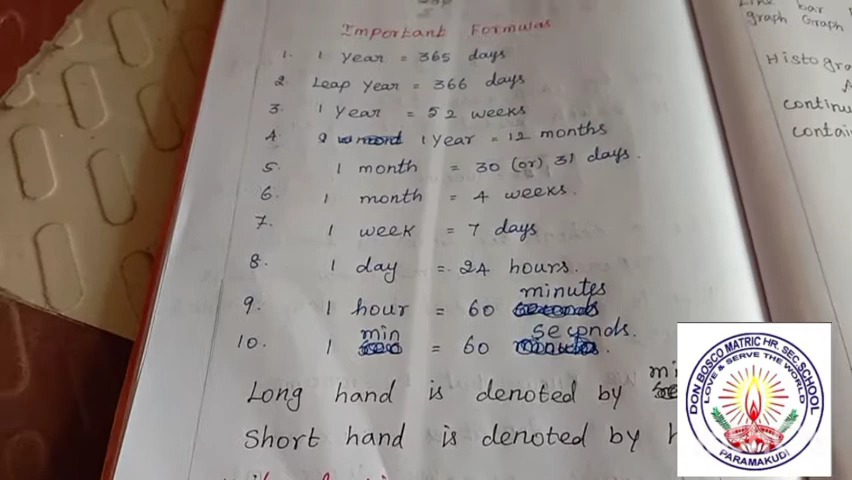 Important Formulas
1. 1 year = 365 days
2. Leap year = 366 days
3. 1 year = 52 weeks
4. 1 year = 12 months
5. 1 month = 30 (or) 31 days.
6. 1 month = 4 weeks.
7. 1 week = 7 days
8. 1 day = 24 hours.
9. 1 hour = 60 minutes
10. 1 min = 60 seconds.
Long hand is denoted by
Short hand is denoted by
graph Graph
Histogra
continu
contai
DON BOSCO MATRIC HR. SEC SCHOOL
LOVE & SERVE THE WORLD
PARAMAKUDI